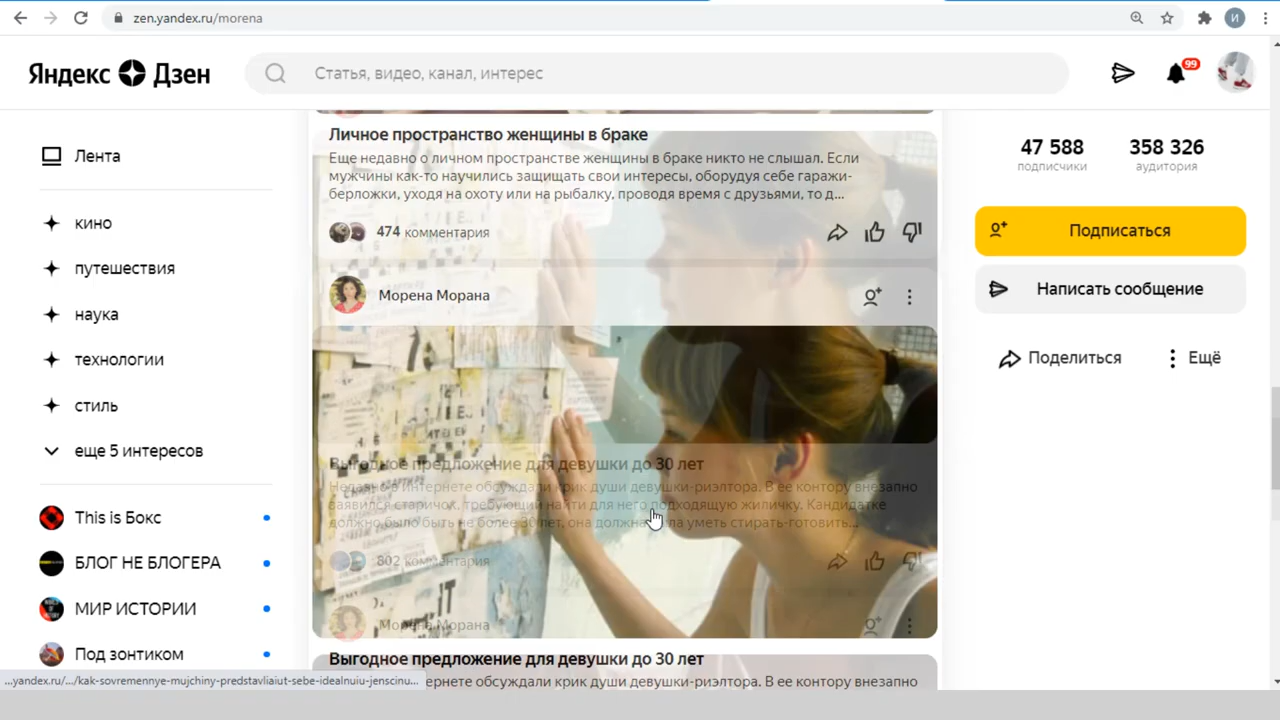 zen.yandex.ru/morena
И
Яндекс Дзен
Статья, видео, канал, интерес
99
Лента
кино
путешествия
наука
технологии
стиль
еще 5 интересов
This is Бокс
БЛОГ НЕ БЛОГЕРА
МИР ИСТОРИИ
Под зонтиком
Личное пространство женщины в браке
Еще недавно о личном пространстве женщины в браке никто не слышал. Если
мужчины как-то научились защищать свои интересы, оборудуя себе гаражи-
берложки, уходя на охоту или на рыбалку, проводя время с друзьями, то д...
474 комментария
Морена Морана
Выгодное предложение для девушки до 30 лет
Недавно в интернете обсуждали крик души девушки-риэлтора. В ее контору внезапно
заявился старичок, требующий найти для него подходящую жиличку. Кандидатке
должно было быть не более 30 лет, она должна была уметь стирать-готовить...
802 комментария
Морена Морана
Выгодное предложение для девушки до 30 лет
ернете обсуждали крик души девушки-риэлтора. В ее контору внезапно
47 588
подписчики
358 326
аудитория
Подписаться
Написать сообщение
Поделиться
Ещё
...yandex.ru/.../kak-sovremennye-mujchiny-predstavliaiut-sebe-idealnuiu-jenscinu...